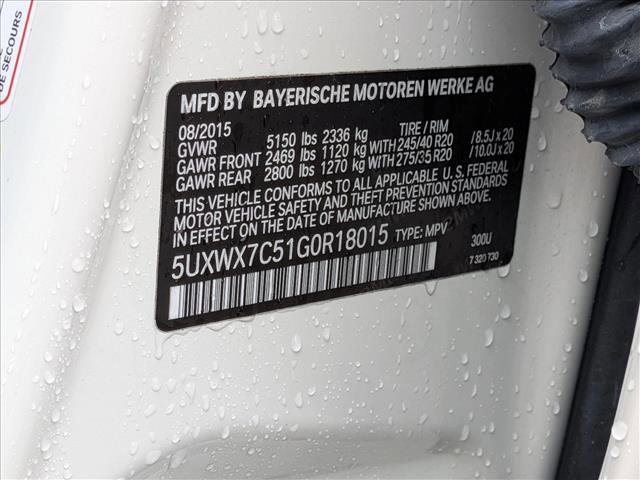 DE SECOURS
MFD BY BAYERISCHE MOTOREN WERKE AG
08/2015 TIRE / RIM
GVWR 5150 lbs 2336 kg
GAWR FRONT 2469 lbs 1120 kg WITH 245/40 R20 /8.5J x 20
GAWR REAR 2800 lbs 1270 kg WITH 275/35 R20 /10.0J x 20
THIS VEHICLE CONFORMS TO ALL APPLICABLE U. S. FEDERAL
MOTOR VEHICLE SAFETY AND THEFT PREVENTION STANDARDS
IN EFFECT ON THE DATE OF MANUFACTURE SHOWN ABOVE.
5UXWX7C51G0R18015 TYPE: MPV 300U
7 320 730